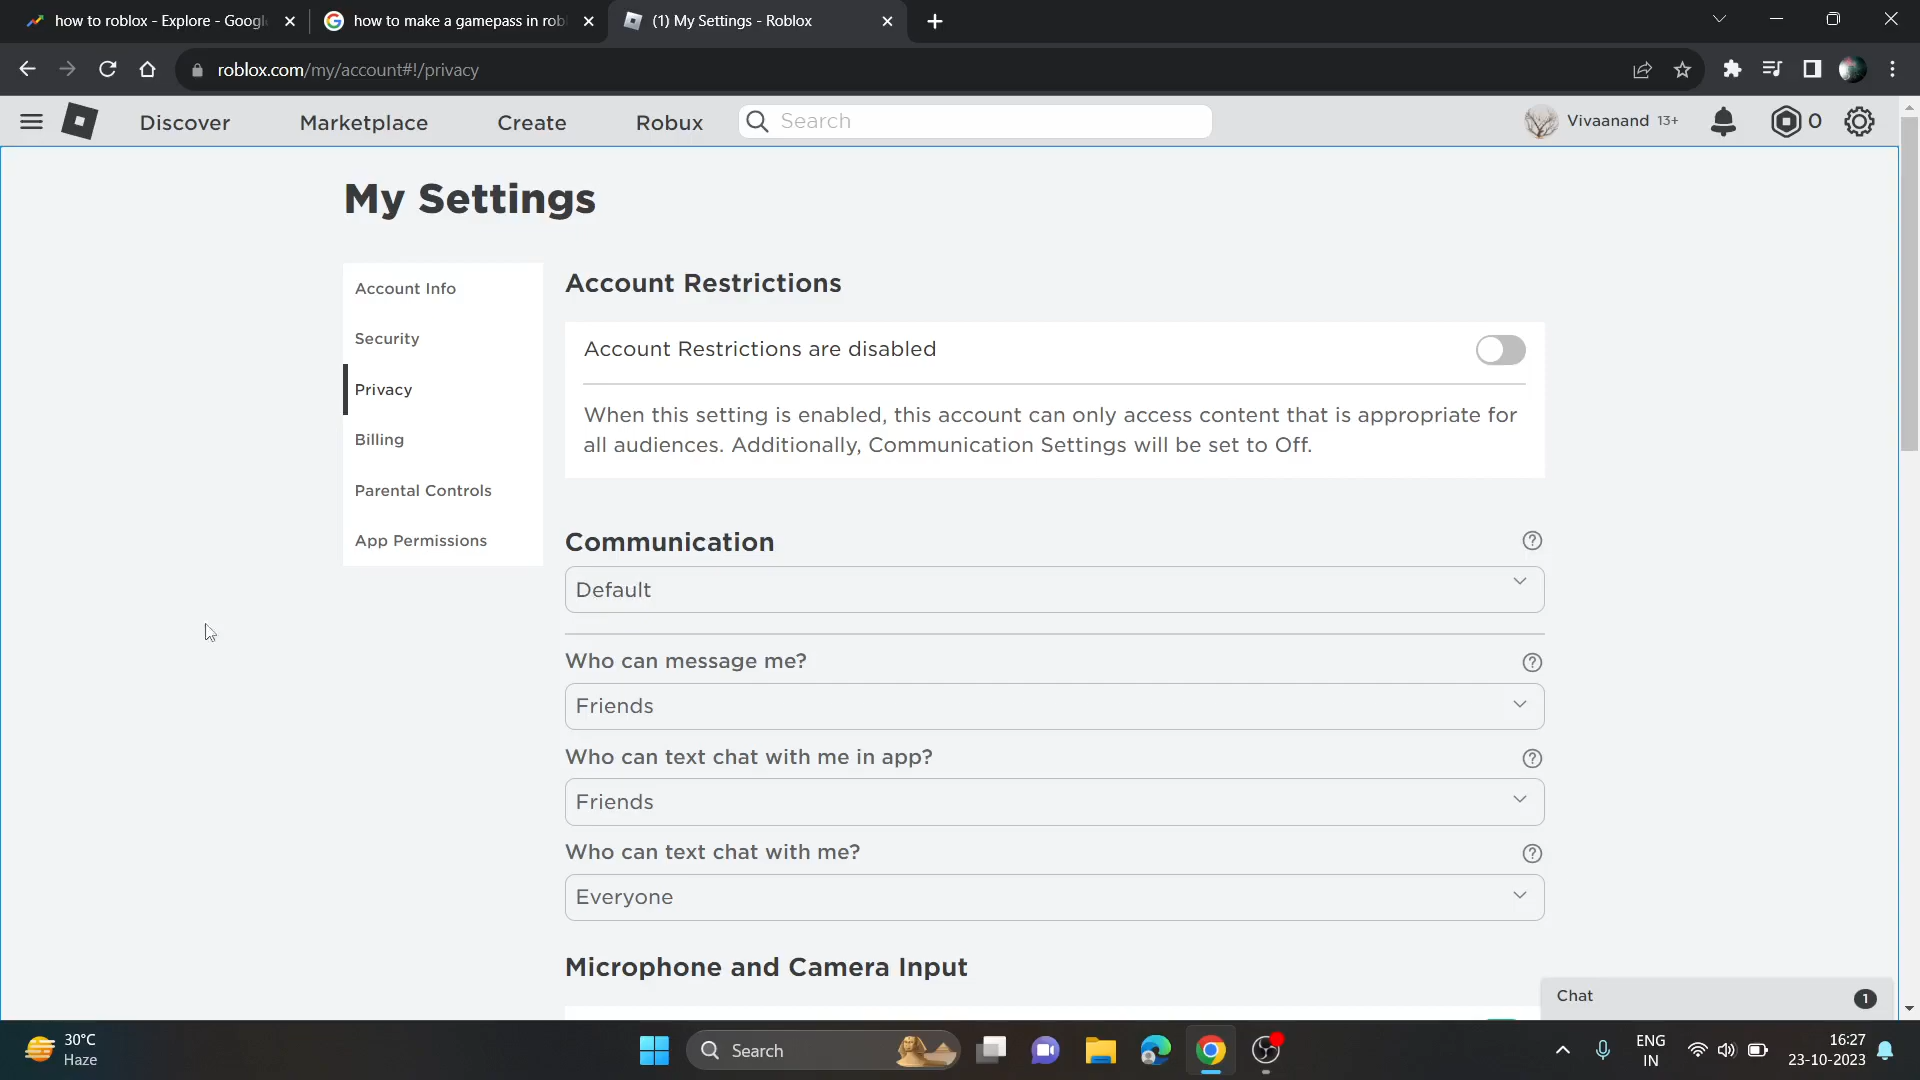 how to roblox - Explore - Googl
how to make a gamepass in rob
(1) My Settings - Roblox
roblox.com/my/account#!/privacy
Discover
Marketplace
Create
Robux
Search
Vivaanand 13+
0
My Settings
Account Info
Security
Privacy
Billing
Parental Controls
App Permissions
Account Restrictions
Account Restrictions are disabled
When this setting is enabled, this account can only access content that is appropriate for
all audiences. Additionally, Communication Settings will be set to Off.
Communication
Default
Who can message me?
Friends
Who can text chat with me in app?
Friends
Who can text chat with me?
Everyone
Microphone and Camera Input
Chat
1
30°C
Haze
Search
ENG
IN
16:27
23-10-2023